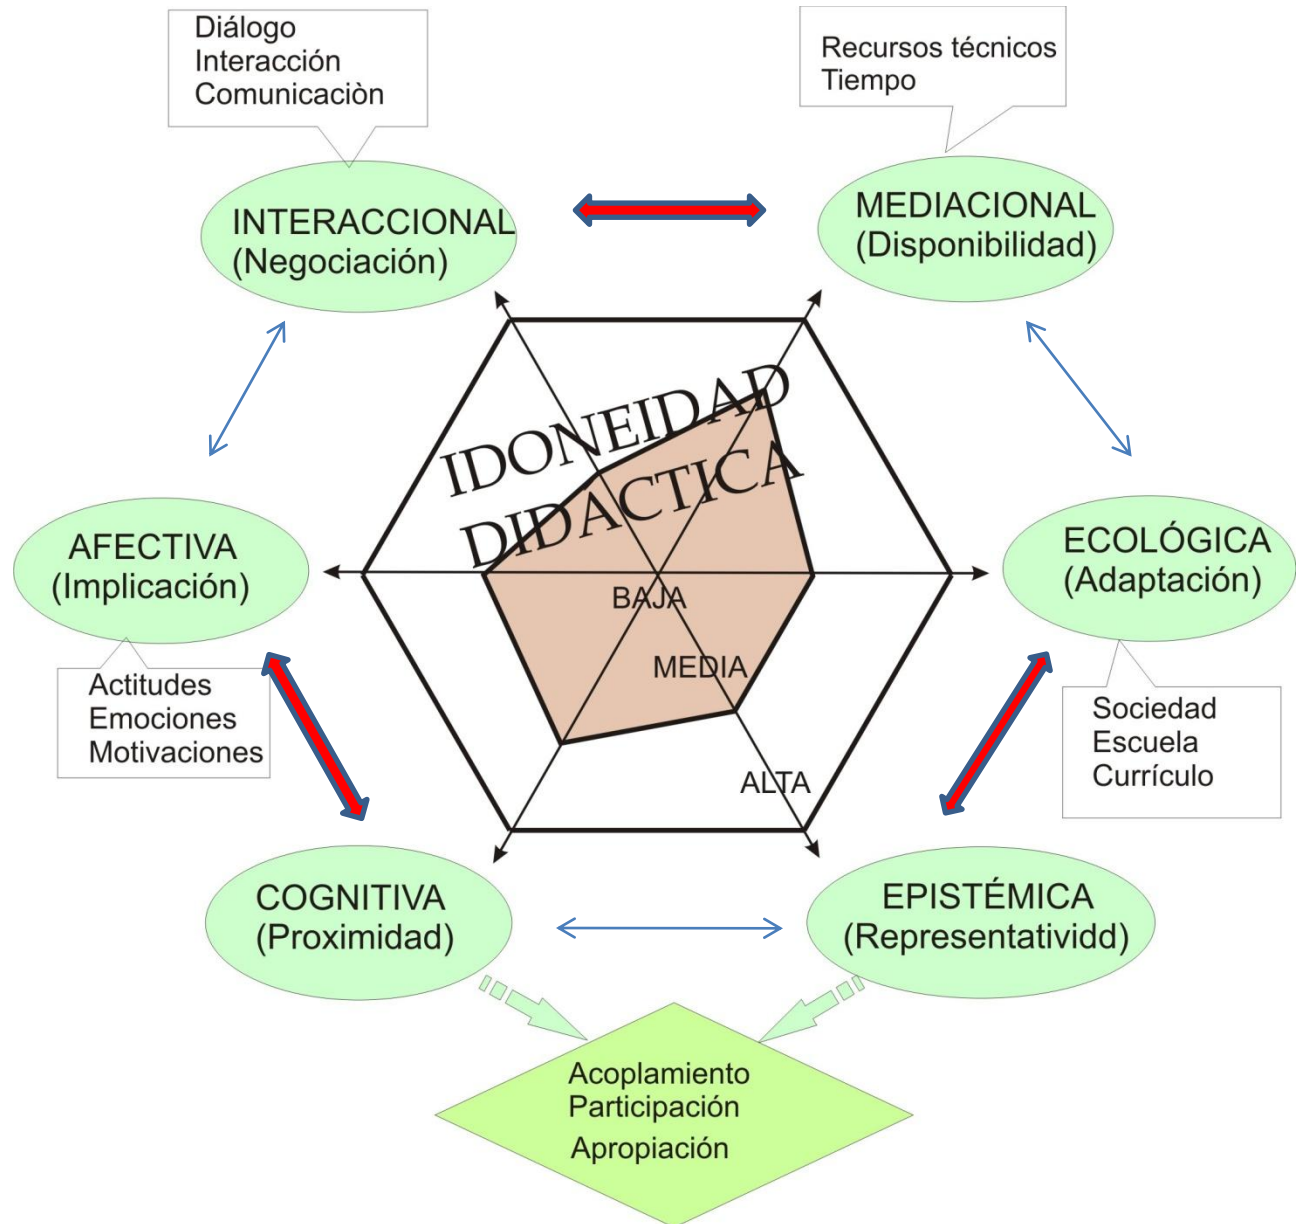 Diálogo
Interacción
Comunicaciòn
Recursos técnicos
Tiempo
INTERACCIONAL
(Negociación)
MEDIACIONAL
(Disponibilidad)
IDONEIDAD
DIDÁCTICA
AFECTIVA
(Implicación)
ECOLÓGICA
(Adaptación)
BAJA
MEDIA
ALTA
Actitudes
Emociones
Motivaciones
Sociedad
Escuela
Currículo
COGNITIVA
(Proximidad)
EPISTÉMICA
(Representatividd)
Acoplamiento
Participación
Apropiación